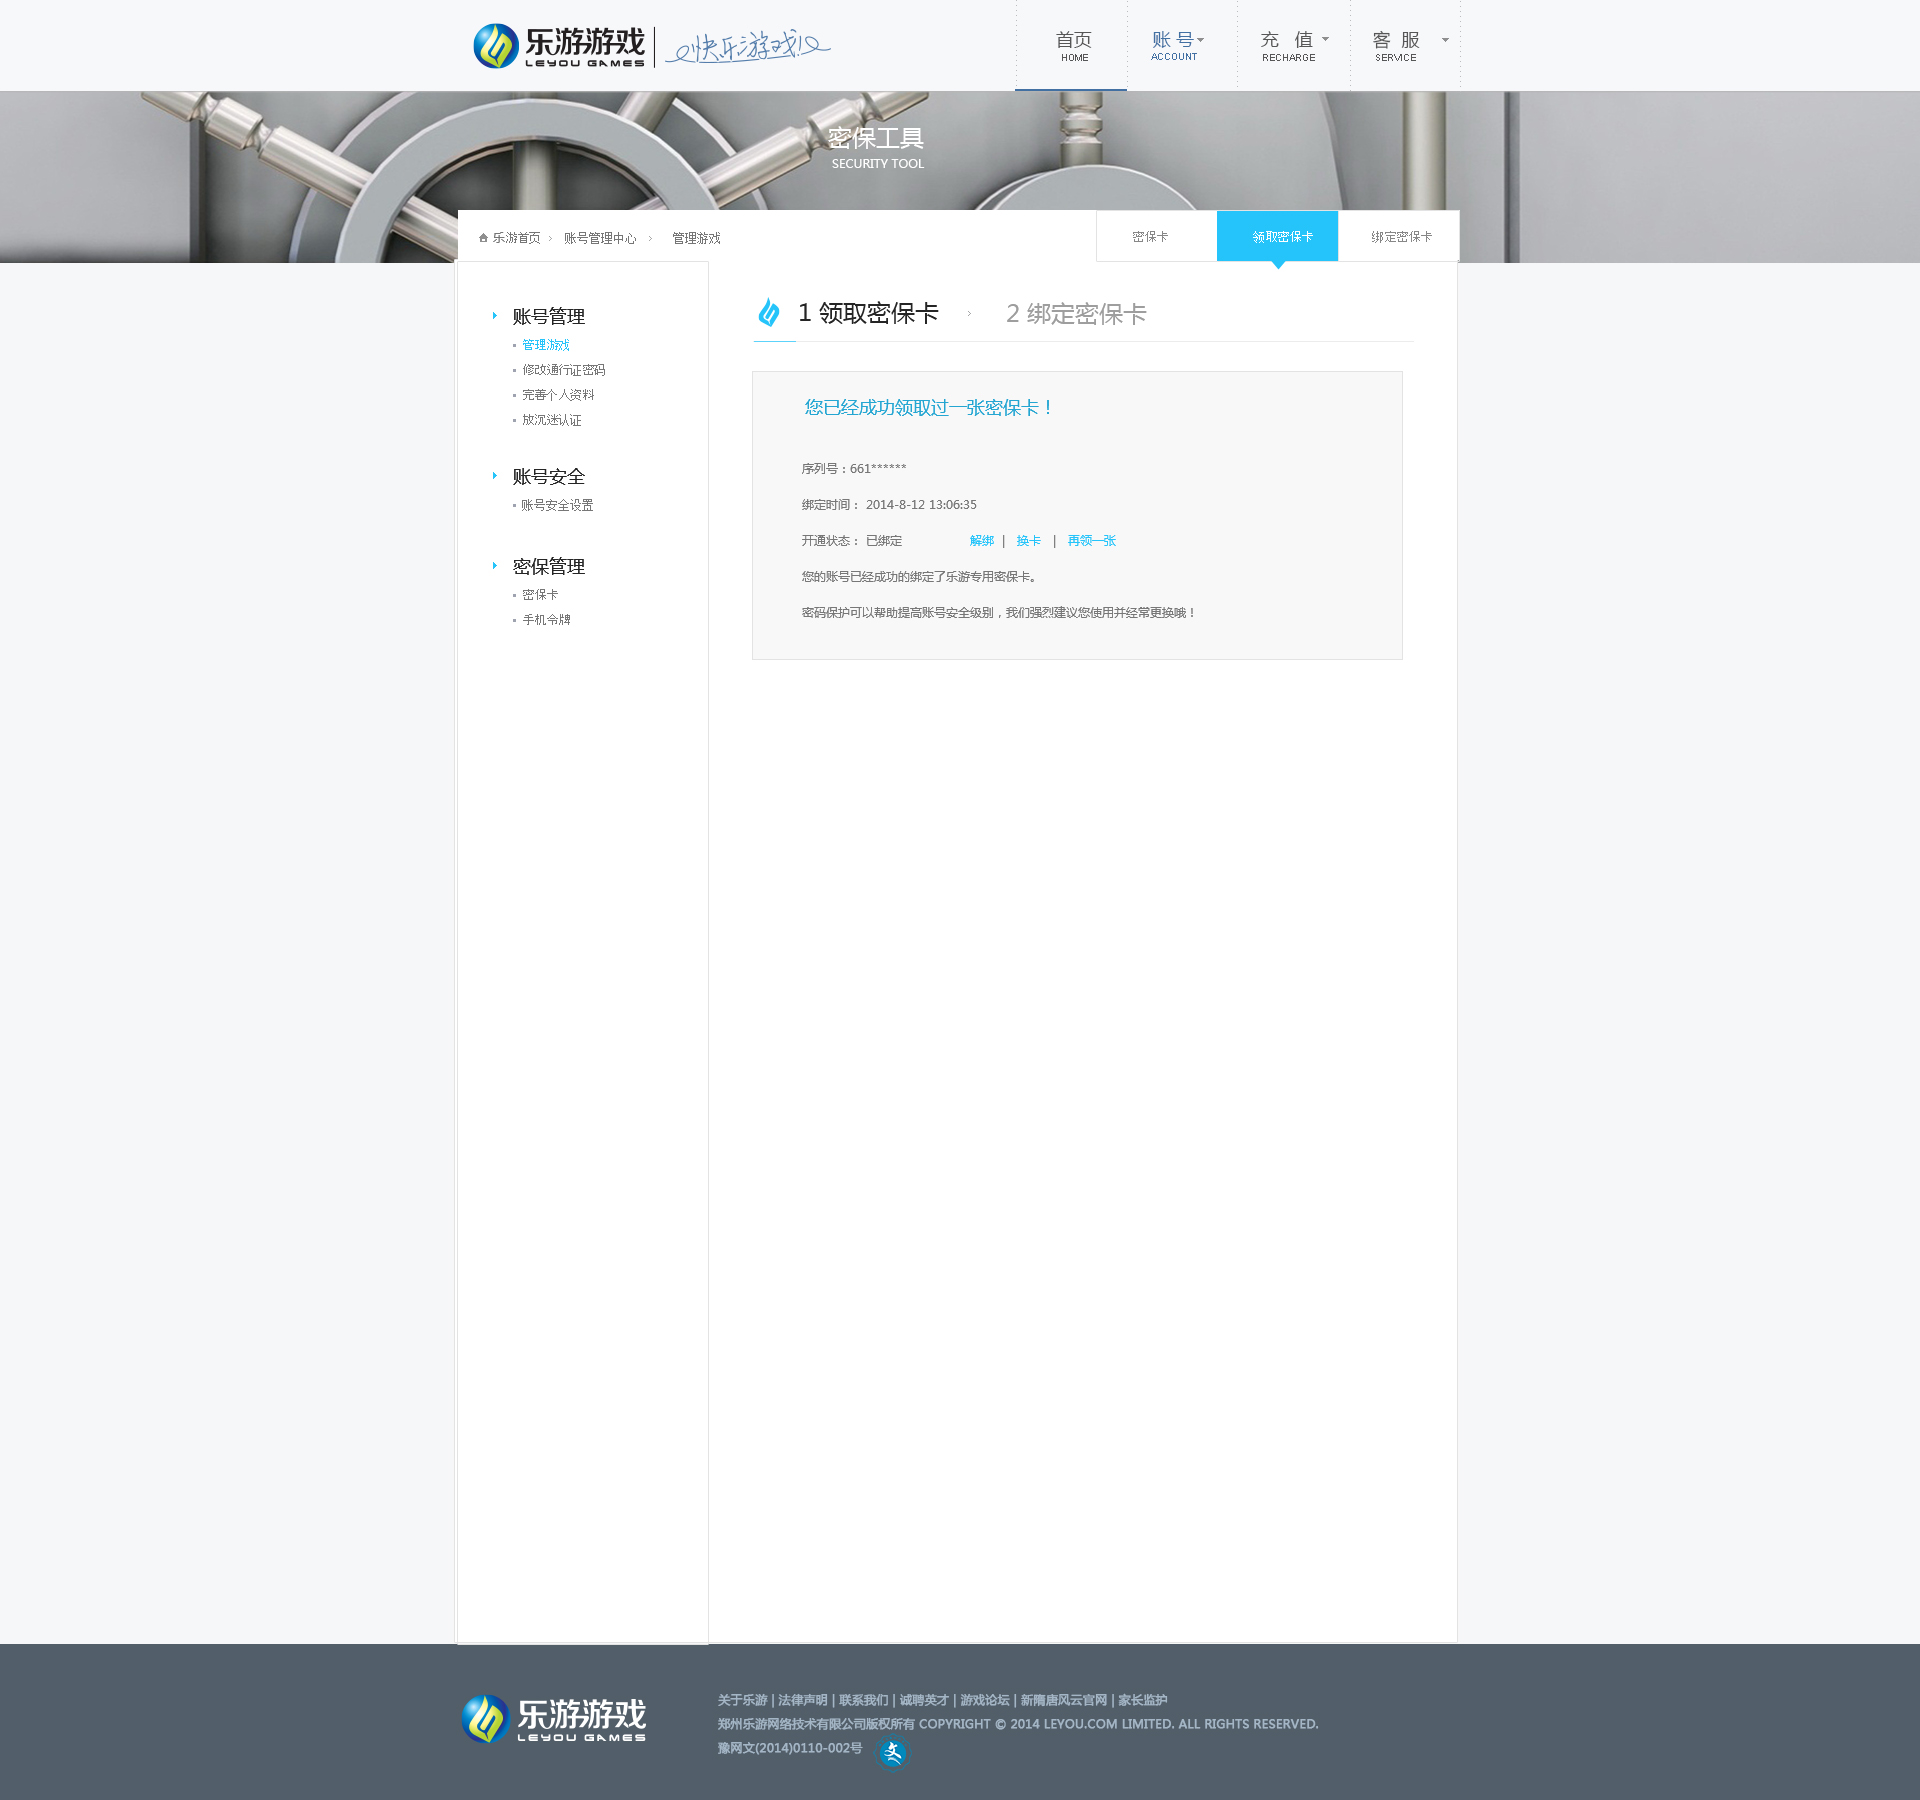 乐游游戏
LEYOU GAMES
快乐游戏
首页
HOME
账 号
ACCOUNT
充 值
RECHARGE
客 服
SERVICE
密保工具
SECURITY TOOL
乐游首页 › 账号管理中心 › 管理游戏
密保卡
领取密保卡
绑定密保卡
账号管理
管理游戏
修改通行证密码
完善个人资料
放沉迷认证
账号安全
账号安全设置
密保管理
密保卡
手机令牌
1 领取密保卡 › 2 绑定密保卡
您已经成功领取过一张密保卡！
序列号：661******
绑定时间： 2014-8-12 13:06:35
开通状态： 已绑定 解绑 | 换卡 | 再领一张
您的账号已经成功的绑定了乐游专用密保卡。
密码保护可以帮助提高账号安全级别，我们强烈建议您使用并经常更换哦！
乐游游戏
LEYOU GAMES
关于乐游 | 法律声明 | 联系我们 | 诚聘英才 | 游戏论坛 | 新隋唐风云官网 | 家长监护
郑州乐游网络技术有限公司版权所有 COPYRIGHT © 2014 LEYOU.COM LIMITED. ALL RIGHTS RESERVED.
豫网文(2014)0110-002号